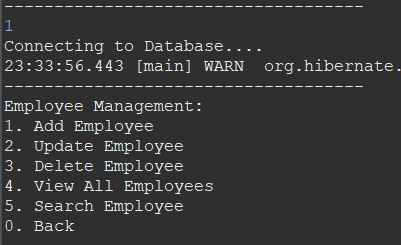 ------------------------------------
1
Connecting to Database....
23:33:56.443 [main] WARN  org.hibernate.
------------------------------------
Employee Management:
1. Add Employee
2. Update Employee
3. Delete Employee
4. View All Employees
5. Search Employee
0. Back